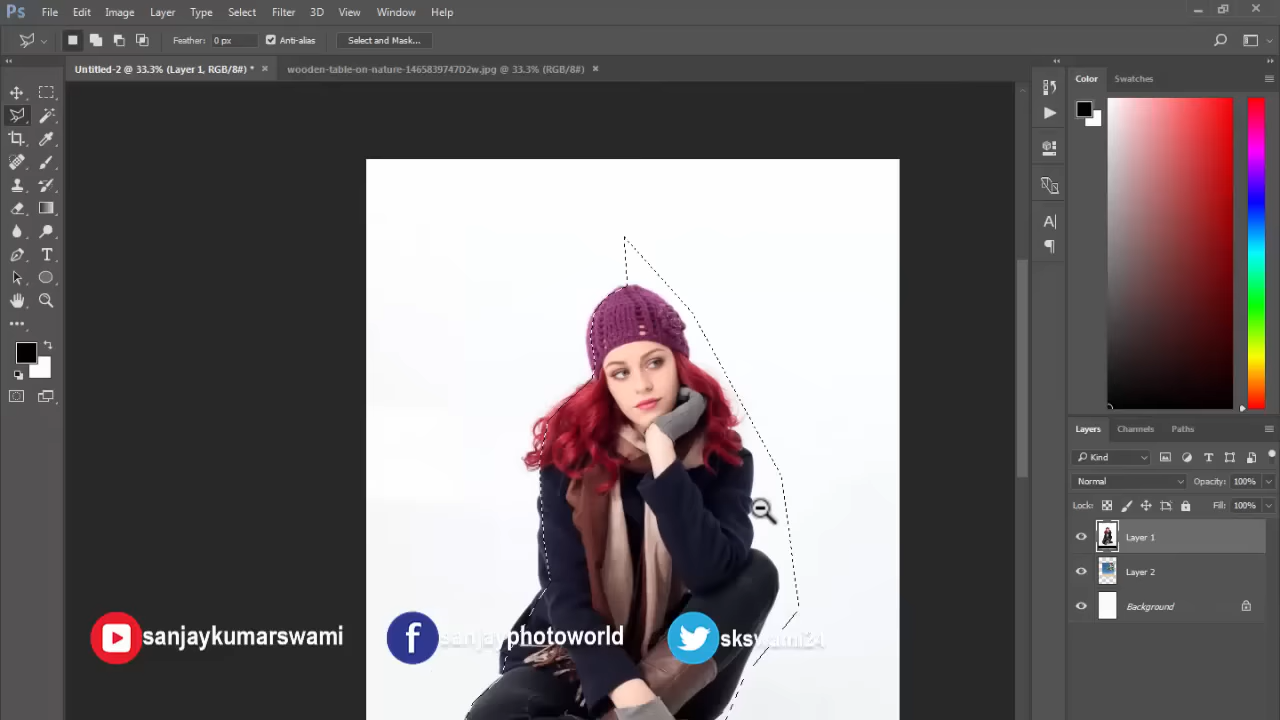 Ps File Edit Image Layer Type Select Filter 3D View Window Help
Feather: 0 px Anti-alias Select and Mask...
Untitled-2 @ 33.3% (Layer 1, RGB/8#) * × wooden-table-on-nature-1465839747D2w.jpg @ 33.3% (RGB/8#) ×
Color Swatches
Layers Channels Paths
Kind
Normal Opacity: 100%
Lock: Fill: 100%
Layer 1
Layer 2
Background
sanjaykumarswami sanjayphotoworld skswami24